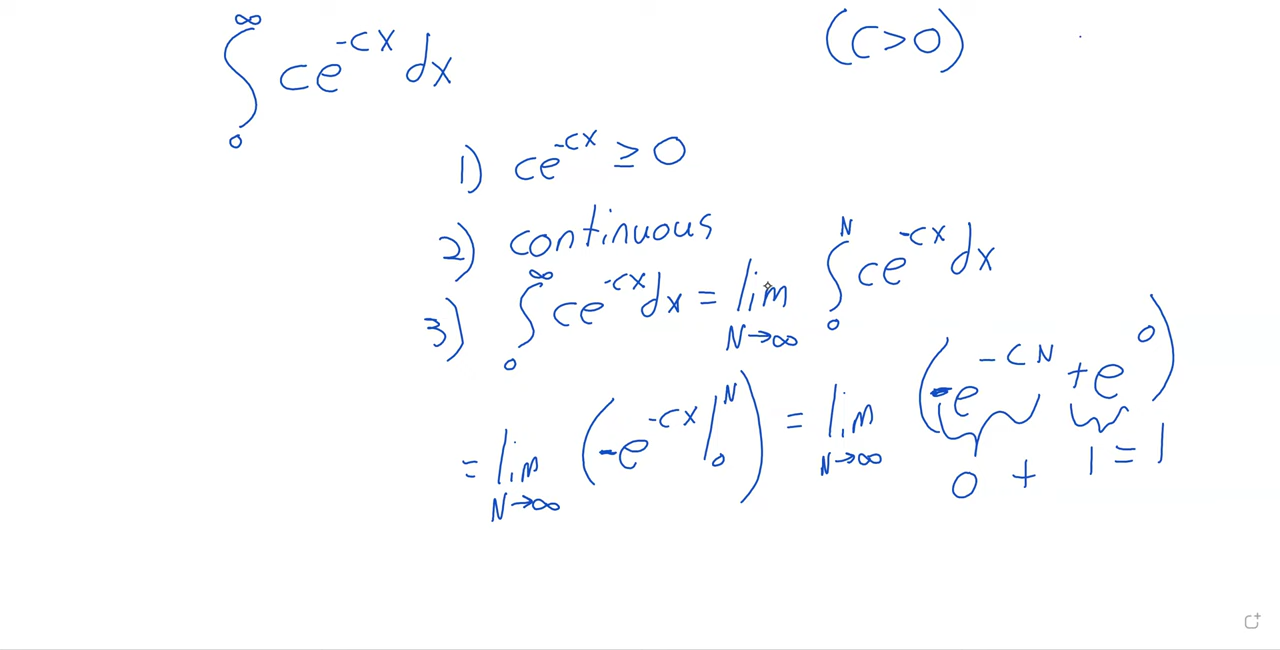 ∫₀^∞ ce^{-cx} dx (C>0)
1) ce^{-cx} ≥ 0
2) continuous
3) ∫₀^∞ ce^{-cx} dx = lim_{N→∞} ∫₀^N ce^{-cx} dx
= lim_{N→∞} (-e^{-cx} |₀^N) = lim_{N→∞} (-e^{-CN} + e^0)
0 + 1 = 1